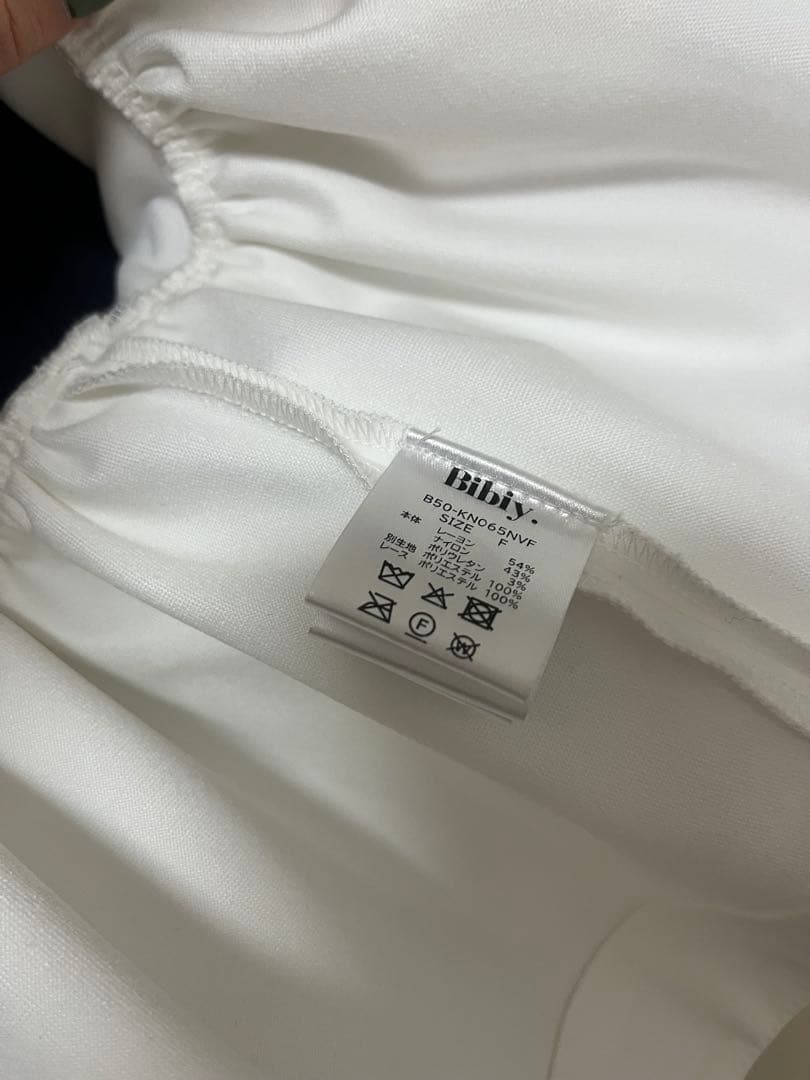 Bibiy.
B50-KN065NVF
SIZE F
本体 レーヨン 54%
ナイロン 43%
ポリウレタン 3%
別生地 ポリエステル 100%
レース ポリエステル 100%
F
W